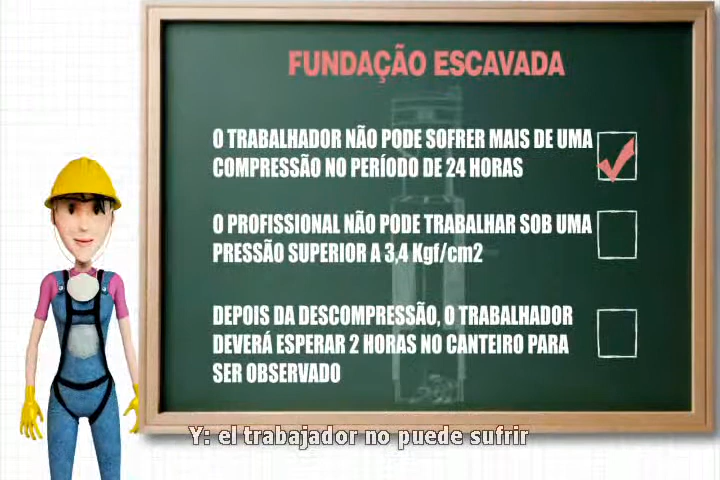 FUNDAÇÃO ESCAVADA
O TRABALHADOR NÃO PODE SOFRER MAIS DE UMA
COMPRESSÃO NO PERÍODO DE 24 HORAS
O PROFISSIONAL NÃO PODE TRABALHAR SOB UMA
PRESSÃO SUPERIOR A 3,4 Kgf/cm2
DEPOIS DA DESCOMPRESSÃO, O TRABALHADOR
DEVERÁ ESPERAR 2 HORAS NO CANTEIRO PARA
SER OBSERVADO
Y: el trabajador no puede sufrir